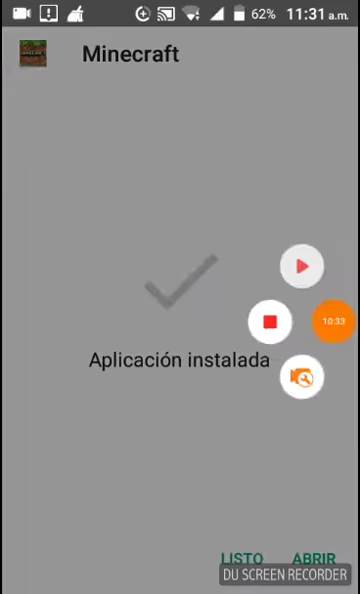 62% 11:31 a.m.
Minecraft
10:33
Aplicación instalada
LISTO ABRIR
DU SCREEN RECORDER